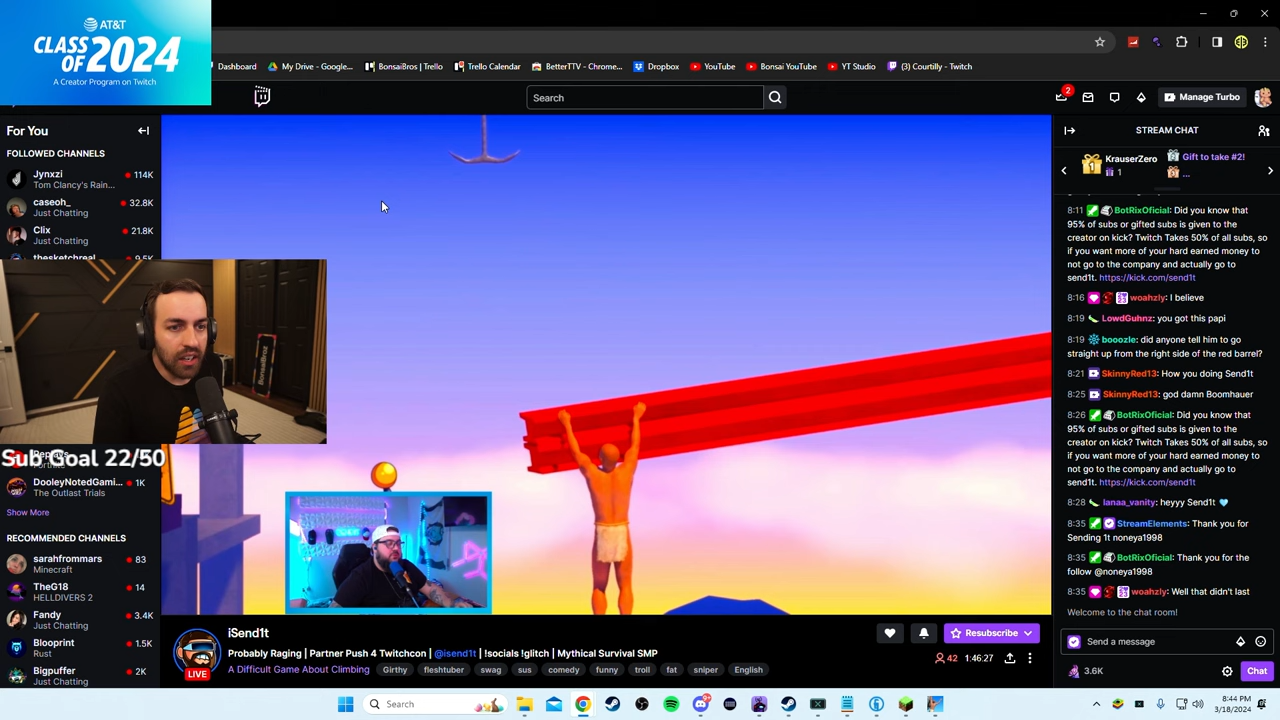 AT&T
CLASS
OF 2024
A Creator Program on Twitch
Dashboard
My Drive - Google...
BonsaiBros | Trello
Trello Calendar
BetterTTV - Chrome...
Dropbox
YouTube
Bonsai YouTube
YT Studio
(3) Courtilly - Twitch
Search
2
Manage Turbo
For You
FOLLOWED CHANNELS
Jynxzi
114K
Tom Clancy's Rain...
caseoh_
32.8K
Just Chatting
Clix
21.8K
Just Chatting
thesketchreal
9.5K
BonsaiBros
Sub Goal 22/50
DooleyNotedGami...
1K
The Outlast Trials
Show More
RECOMMENDED CHANNELS
sarahfrommars
83
Minecraft
TheG18
14
HELLDIVERS 2
Fandy
3.4K
Just Chatting
Blooprint
1.5K
Rust
Bigpuffer
2K
Just Chatting
iSend1t
Probably Raging | Partner Push 4 Twitchcon | @isend1t | !socials !glitch | Mythical Survival SMP
A Difficult Game About Climbing
Girthy
fleshtuber
swag
sus
comedy
funny
troll
fat
sniper
English
LIVE
Resubscribe
42
1:46:27
STREAM CHAT
KrauserZero
1
Gift to take #2!
...
8:11 BotRixOficial: Did you know that
95% of subs or gifted subs is given to the
creator on kick? Twitch Takes 50% of all subs, so
if you want more of your hard earned money to
not go to the company and actually go to
send1t. https://kick.com/send1t
8:16 woahzly: I believe
8:19 LowdGuhnz: you got this papi
8:19 booozle: did anyone tell him to go
straight up from the right side of the red barrel?
8:21 SkinnyRed13: How you doing Send1t
8:25 SkinnyRed13: god damn Boomhauer
8:26 BotRixOficial: Did you know that
95% of subs or gifted subs is given to the
creator on kick? Twitch Takes 50% of all subs, so
if you want more of your hard earned money to
not go to the company and actually go to
send1t. https://kick.com/send1t
8:28 lanaa_vanity: heyyy Send1t
8:35 StreamElements: Thank you for
Sending 1t noneya1998
8:35 BotRixOficial: Thank you for the
follow @noneya1998
8:35 woahzly: Well that didn't last
Welcome to the chat room!
Send a message
3.6K
Chat
Search
8:44 PM
3/18/2024